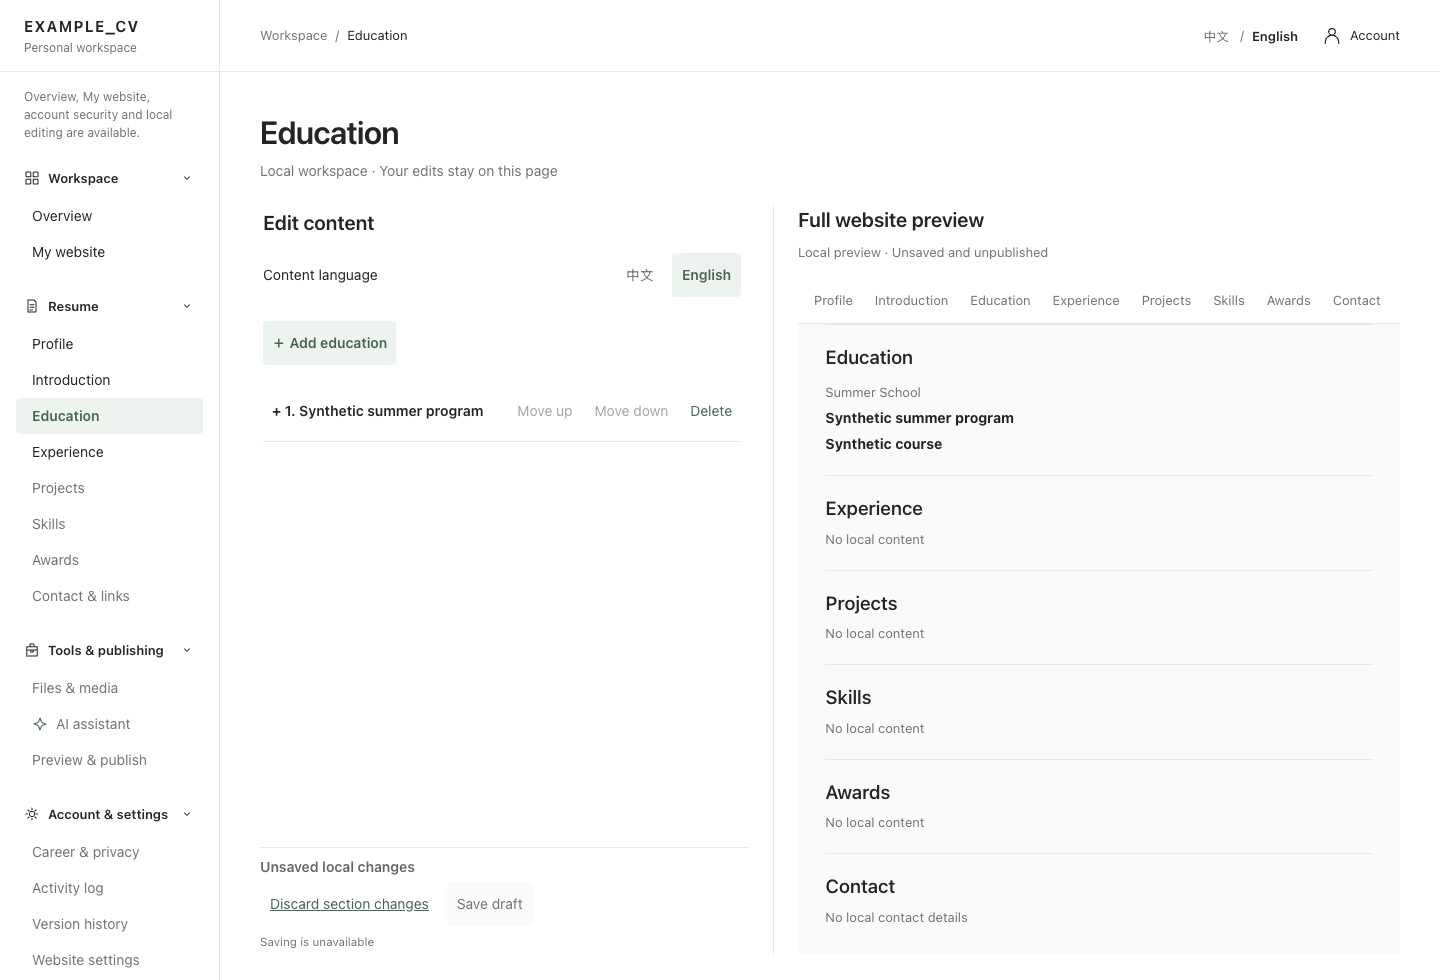 EXAMPLE_CV
Personal workspace
Overview, My website,
account security and local
editing are available.
Workspace
Overview
My website
Resume
Profile
Introduction
Education
Experience
Projects
Skills
Awards
Contact & links
Tools & publishing
Files & media
AI assistant
Preview & publish
Account & settings
Career & privacy
Activity log
Version history
Website settings
Workspace / Education
中文 / English
Account
Education
Local workspace · Your edits stay on this page
Edit content
Content language
中文
English
+ Add education
+ 1. Synthetic summer program
Move up
Move down
Delete
Unsaved local changes
Discard section changes
Save draft
Saving is unavailable
Full website preview
Local preview · Unsaved and unpublished
Profile Introduction Education Experience Projects Skills Awards Contact
Education
Summer School
Synthetic summer program
Synthetic course
Experience
No local content
Projects
No local content
Skills
No local content
Awards
No local content
Contact
No local contact details